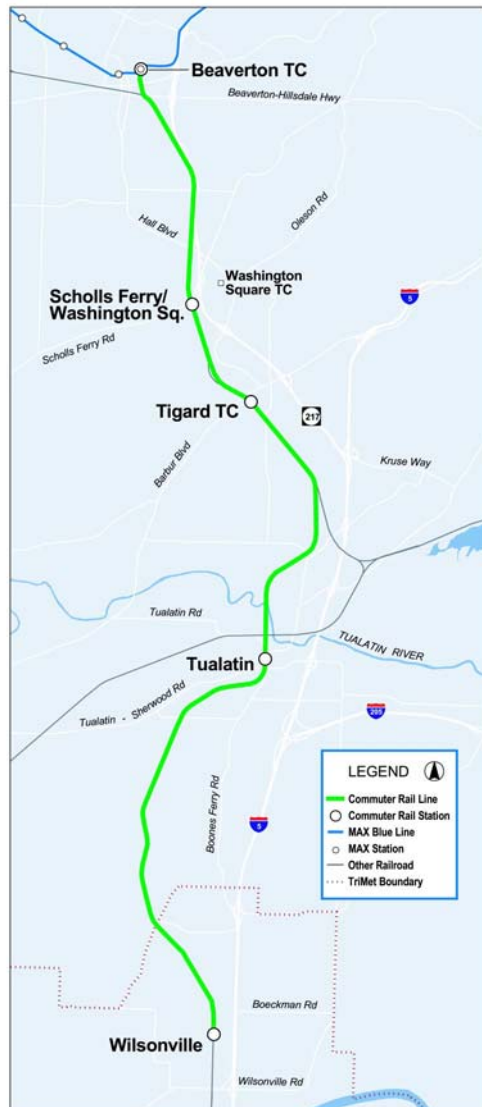 Beaverton TC
Beaverton-Hillsdale Hwy
Oleson Rd
Hall Blvd
Washington
Square TC
Scholls Ferry/
Washington Sq.
5
Scholls Ferry Rd
Tigard TC
217
Barbur Blvd
Kruse Way
Tualatin Rd
TUALATIN RIVER
Tualatin
Tualatin - Sherwood Rd
205
Boones Ferry Rd
5
LEGEND
Commuter Rail Line
Commuter Rail Station
MAX Blue Line
MAX Station
Other Railroad
TriMet Boundary
Boeckman Rd
Wilsonville
Wilsonville Rd